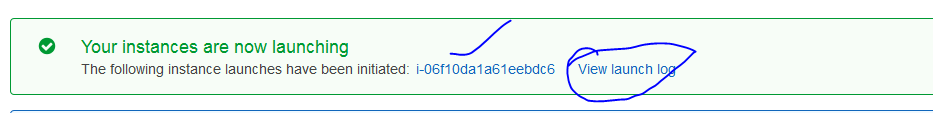 Your instances are now launching
The following instance launches have been initiated: i-06f10da1a61eebdc6 View launch log